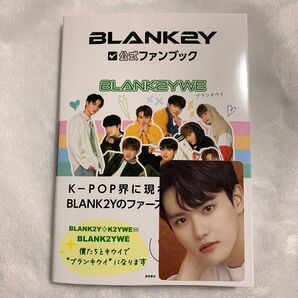 BLANK2Y
公式ファンブック
BLANK2YWE
ブランキウイ
K-POP界に現
BLANK2Yのファース
BLANK2Y✧K2YWE=
BLANK2YWE
僕たちとキウイで
"ブランキウイ"になります